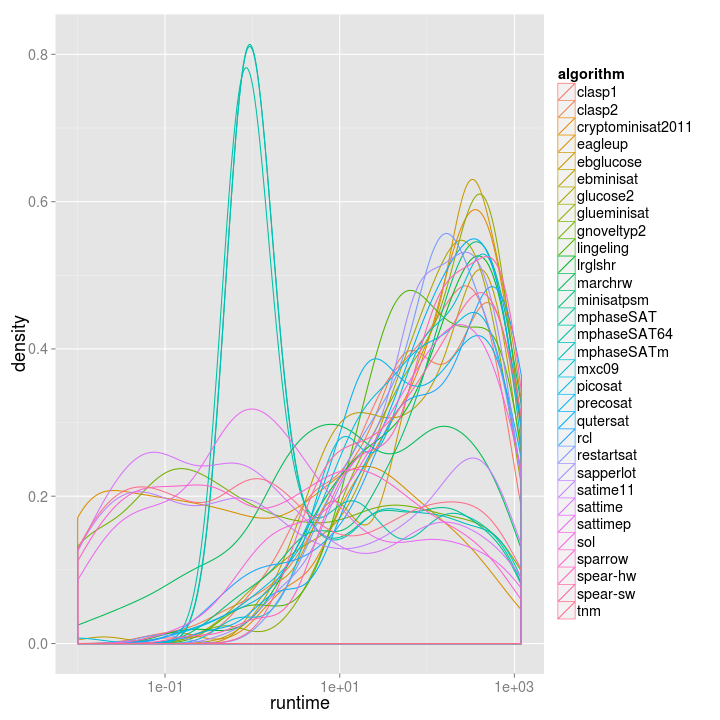 0.8
0.6
0.4
0.2
0.0
density
1e-01
1e+01
1e+03
runtime
algorithm
clasp1
clasp2
cryptominisat2011
eagleup
ebglucose
ebminisat
glucose2
glueminisat
gnoveltyp2
lingeling
lrglshr
marchrw
minisatpsm
mphaseSAT
mphaseSAT64
mphaseSATm
mxc09
picosat
precosat
qutersat
rcl
restartsat
sapperlot
satime11
sattime
sattimep
sol
sparrow
spear-hw
spear-sw
tnm